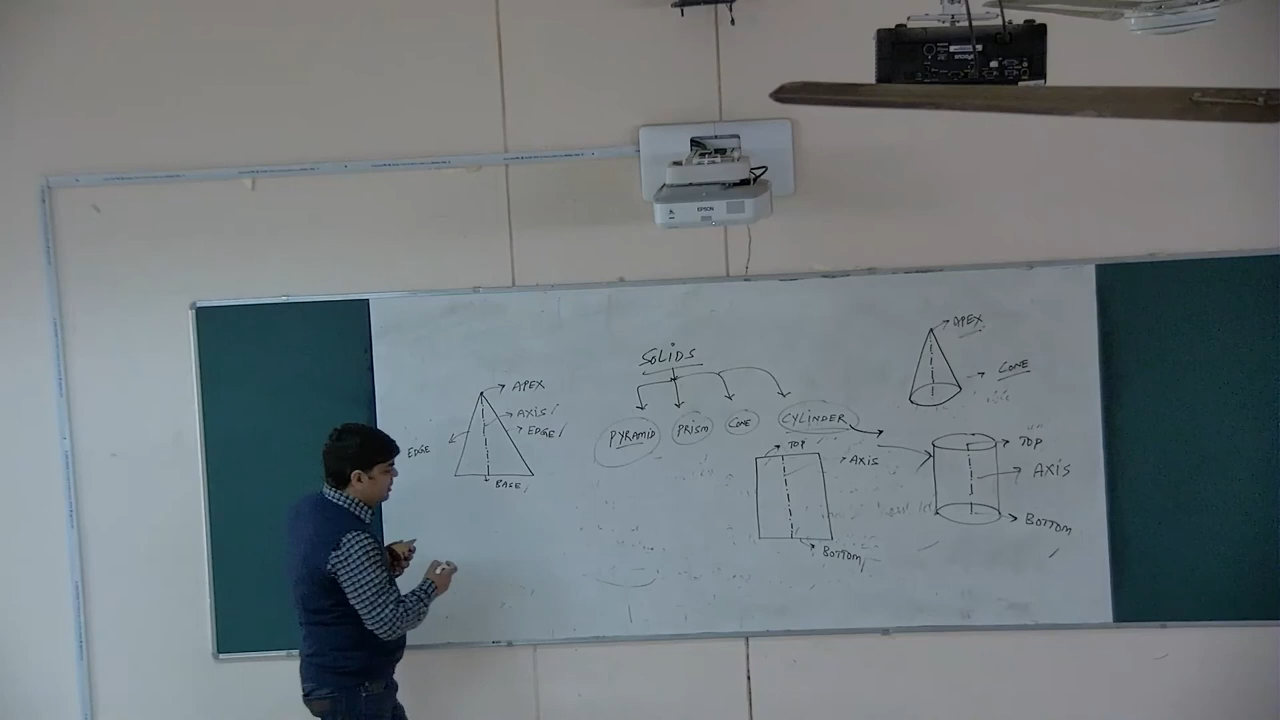 EPSON
SOLIDS
PYRAMID PRISM CONE CYLINDER
APEX
AXIS
EDGE
EDGE
BASE
TOP
AXIS
BOTTOM
APEX
CONE
TOP
AXIS
BOTTOM